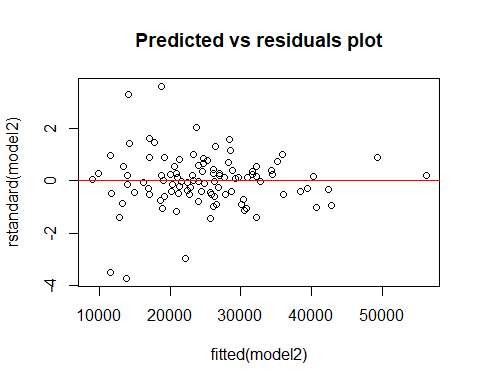 Predicted vs residuals plot
rstandard(model2)
2
0
-2
-4
10000 20000 30000 40000 50000
fitted(model2)